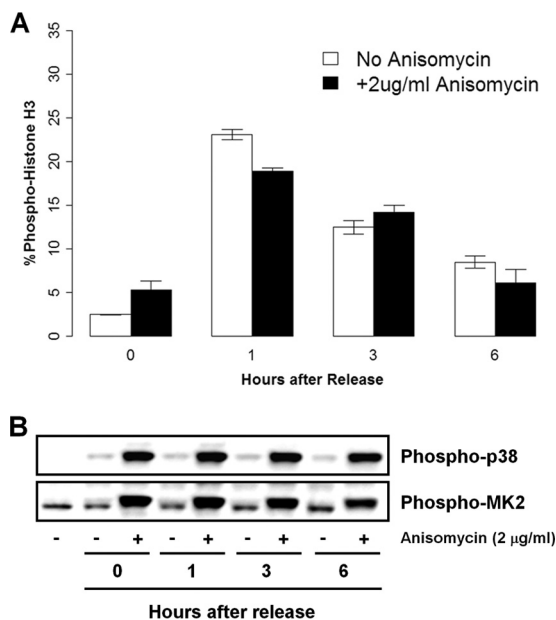 A
%Phospho-Histone H3
35
30
25
20
15
10
5
0
No Anisomycin
+2ug/ml Anisomycin
0 1 3 6
Hours after Release
B
Phospho-p38
Phospho-MK2
- - + - + - + - + Anisomycin (2 µg/ml)
0 1 3 6
Hours after release